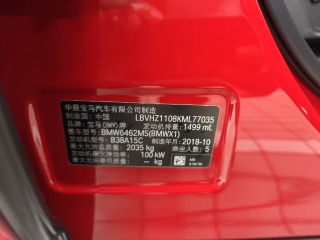 华晨宝马汽车有限公司制造
制造国：中国 LBVHZ1108KML77035
品牌：宝马(BMW)牌 发动机排量：1499 mL
整车型号：BMW6462MS(BMWX1)
发动机型号：B38A15C 制造年月：2018-10
最大允许总质量：2035 kg 乘坐人数：5
发动机最大净功率：100 kW